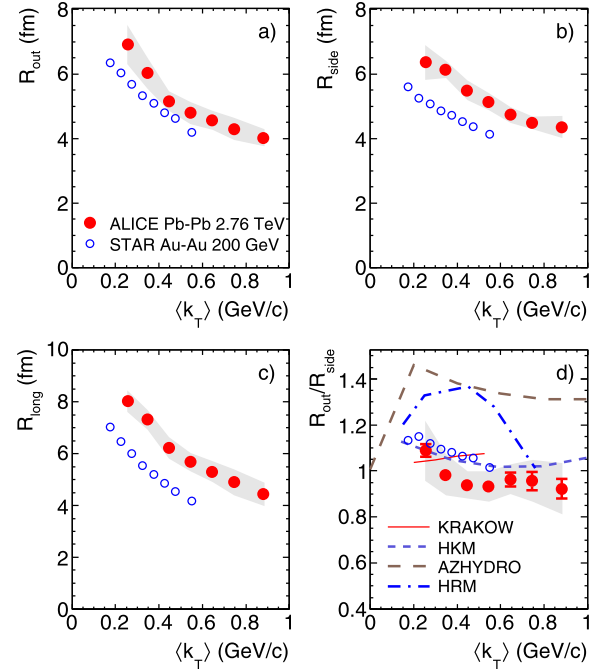 R_out (fm)
8
6
4
2
0
a)
ALICE Pb-Pb 2.76 TeV
STAR Au-Au 200 GeV
0 0.2 0.4 0.6 0.8 1
⟨k_T⟩ (GeV/c)
R_side (fm)
8
6
4
2
0
b)
0 0.2 0.4 0.6 0.8 1
⟨k_T⟩ (GeV/c)
R_long (fm)
10
8
6
4
2
0
c)
0 0.2 0.4 0.6 0.8 1
⟨k_T⟩ (GeV/c)
R_out/R_side
1.4
1.2
1.0
0.8
0.6
0.4
d)
KRAKOW
HKM
AZHYDRO
HRM
0 0.2 0.4 0.6 0.8 1
⟨k_T⟩ (GeV/c)